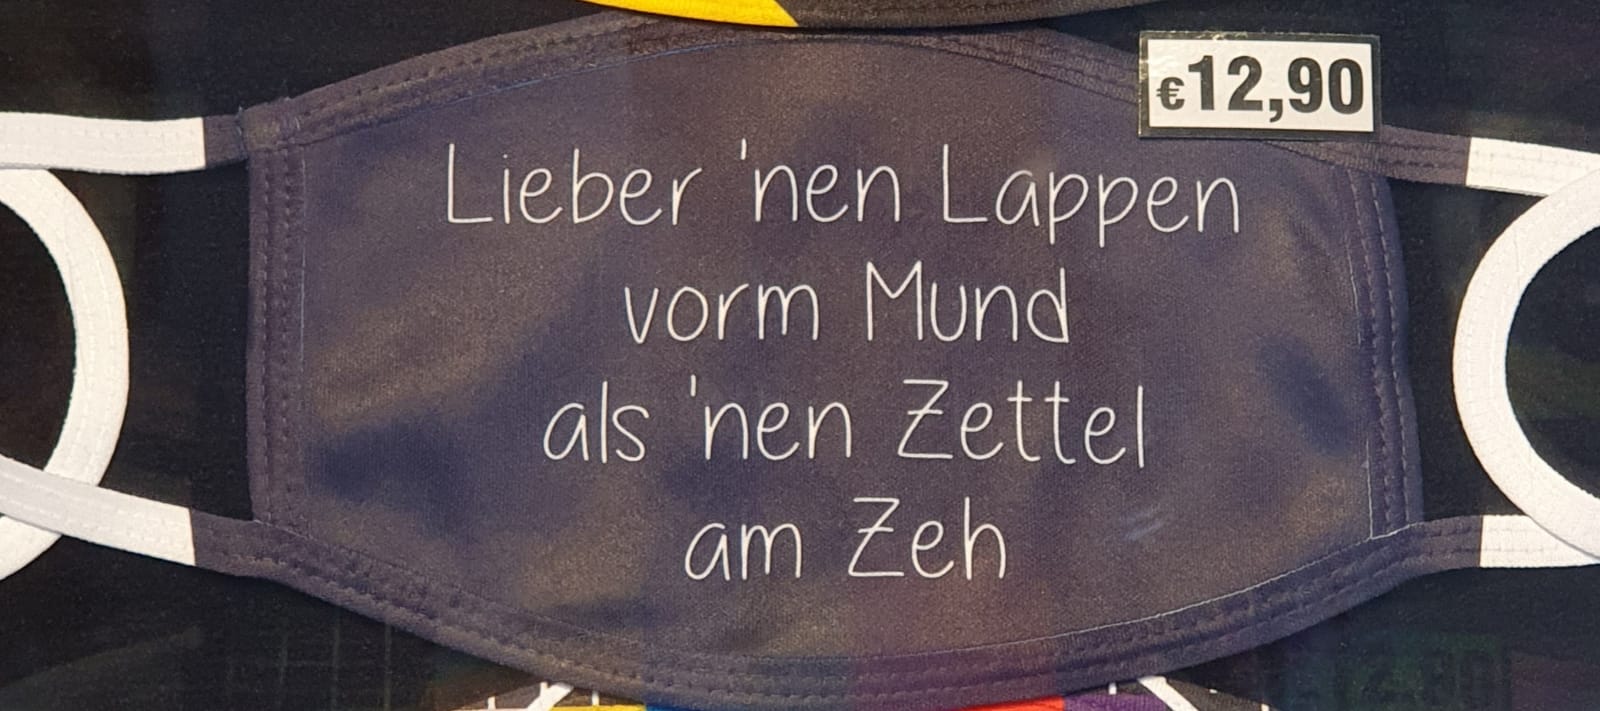 €12,90
Lieber 'nen Lappen
vorm Mund
als 'nen Zettel
am Zeh